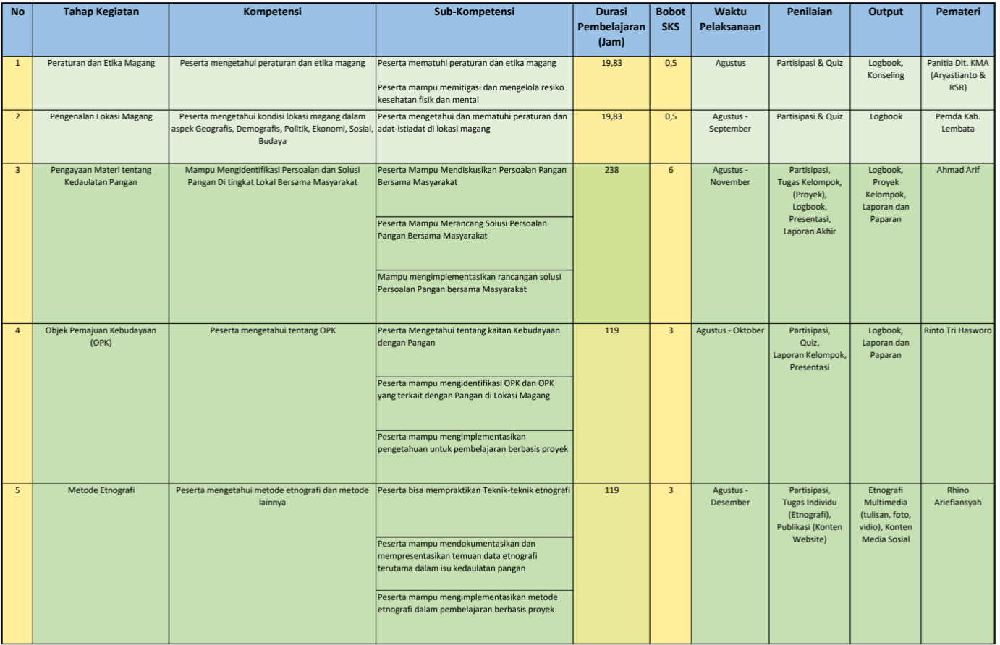 No
Tahap Kegiatan
Kompetensi
Sub-Kompetensi
Durasi
Pembelajaran
(Jam)
Bobot
SKS
Waktu
Pelaksanaan
Penilaian
Output
Pemateri
1
Peraturan dan Etika Magang
Peserta mengetahui peraturan dan etika magang
Peserta mematuhi peraturan dan etika magang
Peserta mampu memitigasi dan mengelola resiko
kesehatan fisik dan mental
19,83
0,5
Agustus
Partisipasi & Quiz
Logbook,
Konseling
Panitia Dit. KMA
(Aryastianto &
RSR)
2
Pengenalan Lokasi Magang
Peserta mengetahui kondisi lokasi magang dalam
aspek Geografis, Demografis, Politik, Ekonomi, Sosial,
Budaya
Peserta mengetahui dan mematuhi peraturan dan
adat-istiadat di lokasi magang
19,83
0,5
Agustus -
September
Partisipasi & Quiz
Logbook
Pemda Kab.
Lembata
3
Pengayaan Materi tentang
Kedaulatan Pangan
Mampu Mengidentifikasi Persoalan dan Solusi
Pangan Di tingkat Lokal Bersama Masyarakat
Peserta Mampu Mendiskusikan Persoalan Pangan
Bersama Masyarakat
Peserta Mampu Merancang Solusi Persoalan
Pangan Bersama Masyarakat
Mampu mengimplementasikan rancangan solusi
Persoalan Pangan bersama Masyarakat
238
6
Agustus -
November
Partisipasi,
Tugas Kelompok,
(Proyek),
Logbook,
Presentasi,
Laporan Akhir
Logbook,
Proyek
Kelompok,
Laporan dan
Paparan
Ahmad Arif
4
Objek Pemajuan Kebudayaan
(OPK)
Peserta mengetahui tentang OPK
Peserta Mengetahui tentang kaitan Kebudayaan
dengan Pangan
Peserta mampu mengidentifikasi OPK dan OPK
yang terkait dengan Pangan di Lokasi Magang
Peserta mampu mengimplementasikan
pengetahuan untuk pembelajaran berbasis proyek
119
3
Agustus - Oktober
Partisipasi,
Quiz,
Laporan Kelompok,
Presentasi
Logbook,
Laporan dan
Paparan
Rinto Tri Hasworo
5
Metode Etnografi
Peserta mengetahui metode etnografi dan metode
lainnya
Peserta bisa mempraktikan Teknik-teknik etnografi
Peserta mampu mendokumentasikan dan
mempresentasikan temuan data etnografi
terutama dalam isu kedaulatan pangan
Peserta mampu mengimplementasikan metode
etnografi dalam pembelajaran berbasis proyek
119
3
Agustus -
Desember
Partisipasi,
Tugas Individu
(Etnografi),
Publikasi (Konten
Website)
Etnografi
Multimedia
(tulisan, foto,
vidio), Konten
Media Sosial
Rhino
Ariefiansyah